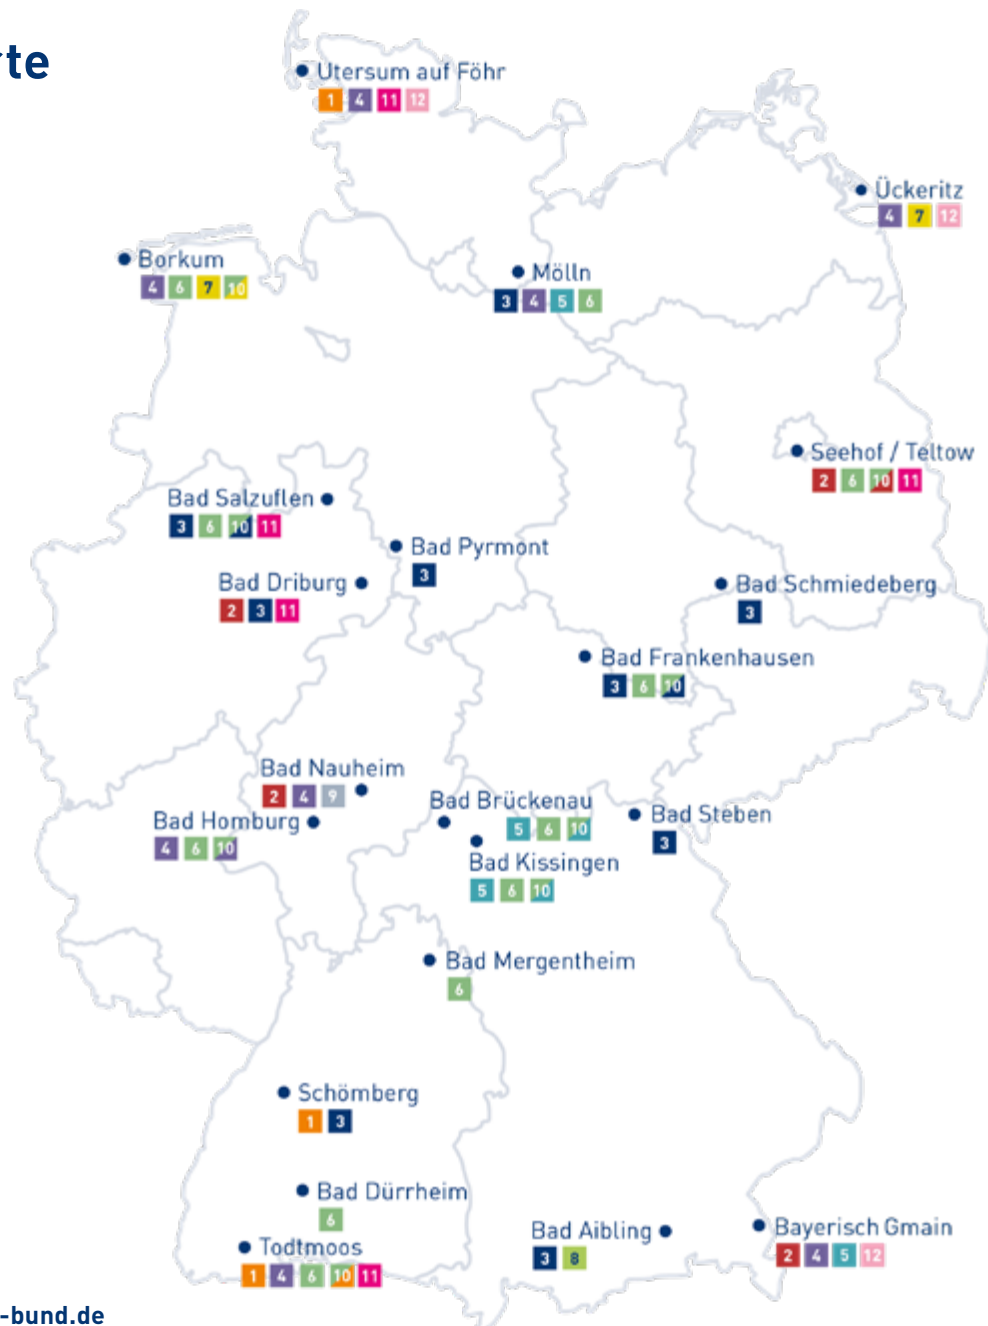 te
Utersum auf Föhr
1 4 11 12
Ückeritz
4 7 12
Borkum
4 6 7 10
Mölln
3 4 5 6
Seehof / Teltow
2 6 10 11
Bad Salzuflen
3 6 10 11
Bad Pyrmont
3
Bad Driburg
2 3 11
Bad Schmiedeberg
3
Bad Frankenhausen
3 6 10
Bad Nauheim
2 4 9
Bad Homburg
4 6 10
Bad Brückenau
5 6 10
Bad Steben
3
Bad Kissingen
5 6 10
Bad Mergentheim
6
Schömberg
1 3
Bad Dürrheim
6
Todtmoos
1 4 6 10 11
Bad Aibling
3 8
Bayerisch Gmain
2 4 5 12
-bund.de